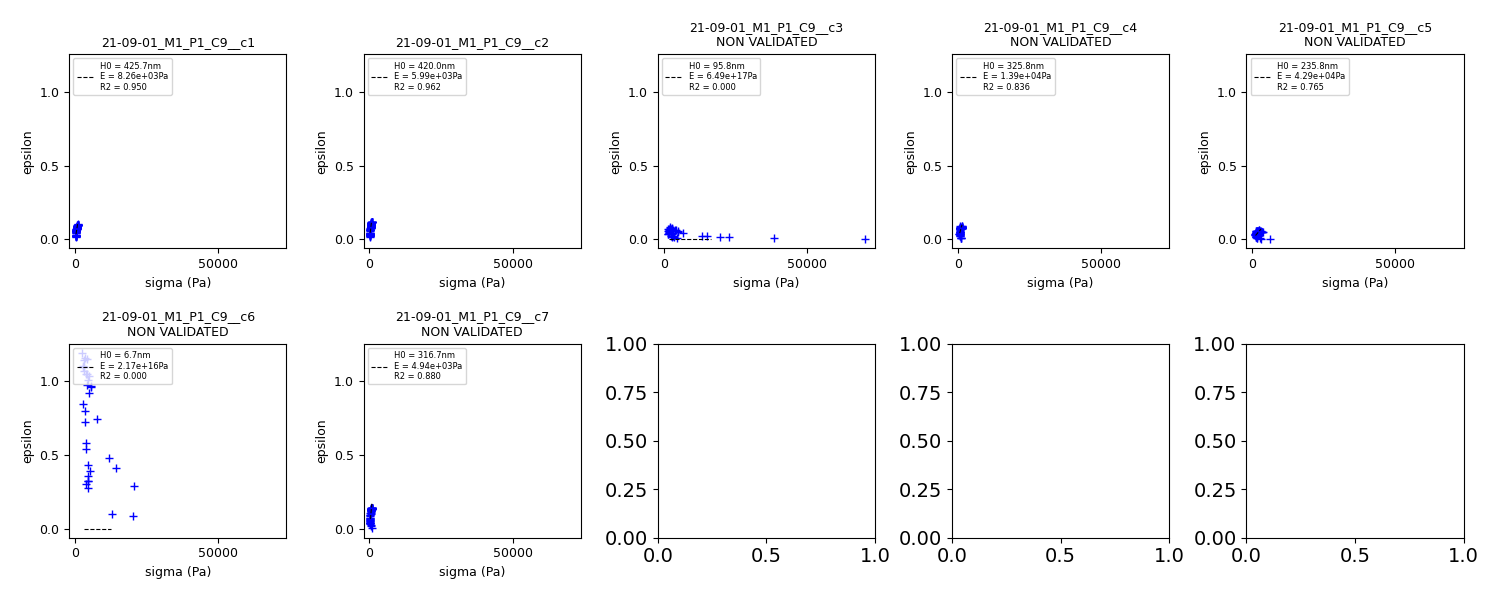 21-09-01_M1_P1_C9__c1
H0 = 425.7nm
E = 8.26e+03Pa
R2 = 0.950
1.0
0.5
0.0
epsilon
0
50000
sigma (Pa)
21-09-01_M1_P1_C9__c2
H0 = 420.0nm
E = 5.99e+03Pa
R2 = 0.962
1.0
0.5
0.0
epsilon
0
50000
sigma (Pa)
21-09-01_M1_P1_C9__c3
NON VALIDATED
H0 = 95.8nm
E = 6.49e+17Pa
R2 = 0.000
1.0
0.5
0.0
epsilon
0
50000
sigma (Pa)
21-09-01_M1_P1_C9__c4
NON VALIDATED
H0 = 325.8nm
E = 1.39e+04Pa
R2 = 0.836
1.0
0.5
0.0
epsilon
0
50000
sigma (Pa)
21-09-01_M1_P1_C9__c5
NON VALIDATED
H0 = 235.8nm
E = 4.29e+04Pa
R2 = 0.765
1.0
0.5
0.0
epsilon
0
50000
sigma (Pa)
21-09-01_M1_P1_C9__c6
NON VALIDATED
H0 = 6.7nm
E = 2.17e+16Pa
R2 = 0.000
1.0
0.5
0.0
epsilon
0
50000
sigma (Pa)
21-09-01_M1_P1_C9__c7
NON VALIDATED
H0 = 316.7nm
E = 4.94e+03Pa
R2 = 0.880
1.0
0.5
0.0
epsilon
0
50000
sigma (Pa)
1.00
0.75
0.50
0.25
0.00
0.0
0.5
1.0
1.00
0.75
0.50
0.25
0.00
0.0
0.5
1.0
1.00
0.75
0.50
0.25
0.00
0.0
0.5
1.0